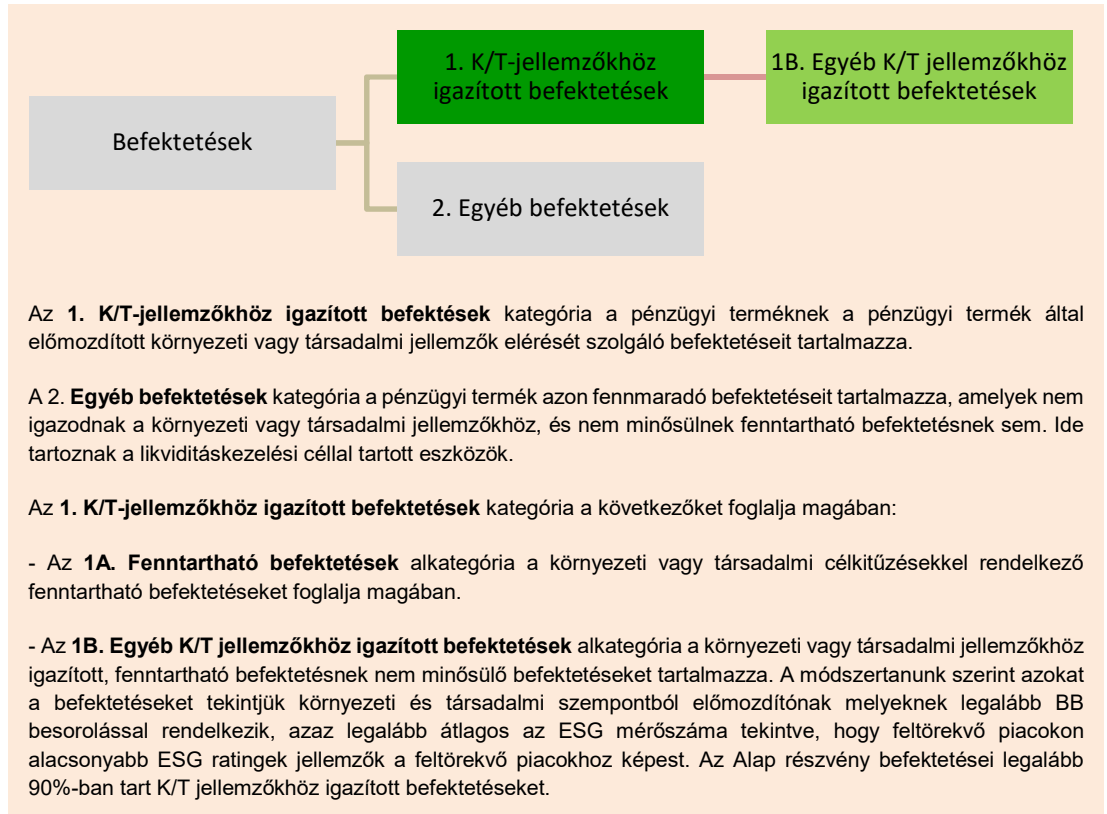 1. K/T-jellemzőkhöz
igazított befektetések
1B. Egyéb K/T jellemzőkhöz
igazított befektetések
Befektetések
2. Egyéb befektetések
Az 1. K/T-jellemzőkhöz igazított befektések kategória a pénzügyi terméknek a pénzügyi termék által
előmozdított környezeti vagy társadalmi jellemzők elérését szolgáló befektetéseit tartalmazza.
A 2. Egyéb befektetések kategória a pénzügyi termék azon fennmaradó befektetéseit tartalmazza, amelyek nem
igazodnak a környezeti vagy társadalmi jellemzőkhöz, és nem minősülnek fenntartható befektetésnek sem. Ide
tartoznak a likviditáskezelési céllal tartott eszközök.
Az 1. K/T-jellemzőkhöz igazított befektetések kategória a következőket foglalja magában:
- Az 1A. Fenntartható befektetések alkategória a környezeti vagy társadalmi célkitűzésekkel rendelkező
fenntartható befektetéseket foglalja magában.
- Az 1B. Egyéb K/T jellemzőkhöz igazított befektetések alkategória a környezeti vagy társadalmi jellemzőkhöz
igazított, fenntartható befektetésnek nem minősülő befektetéseket tartalmazza. A módszertanunk szerint azokat
a befektetéseket tekintjük környezeti és társadalmi szempontból előmozdítónak melyeknek legalább BB
besorolással rendelkezik, azaz legalább átlagos az ESG mérőszáma tekintve, hogy feltörekvő piacokon
alacsonyabb ESG ratingek jellemzők a feltörekvő piacokhoz képest. Az Alap részvény befektetései legalább
90%-ban tart K/T jellemzőkhöz igazított befektetéseket.